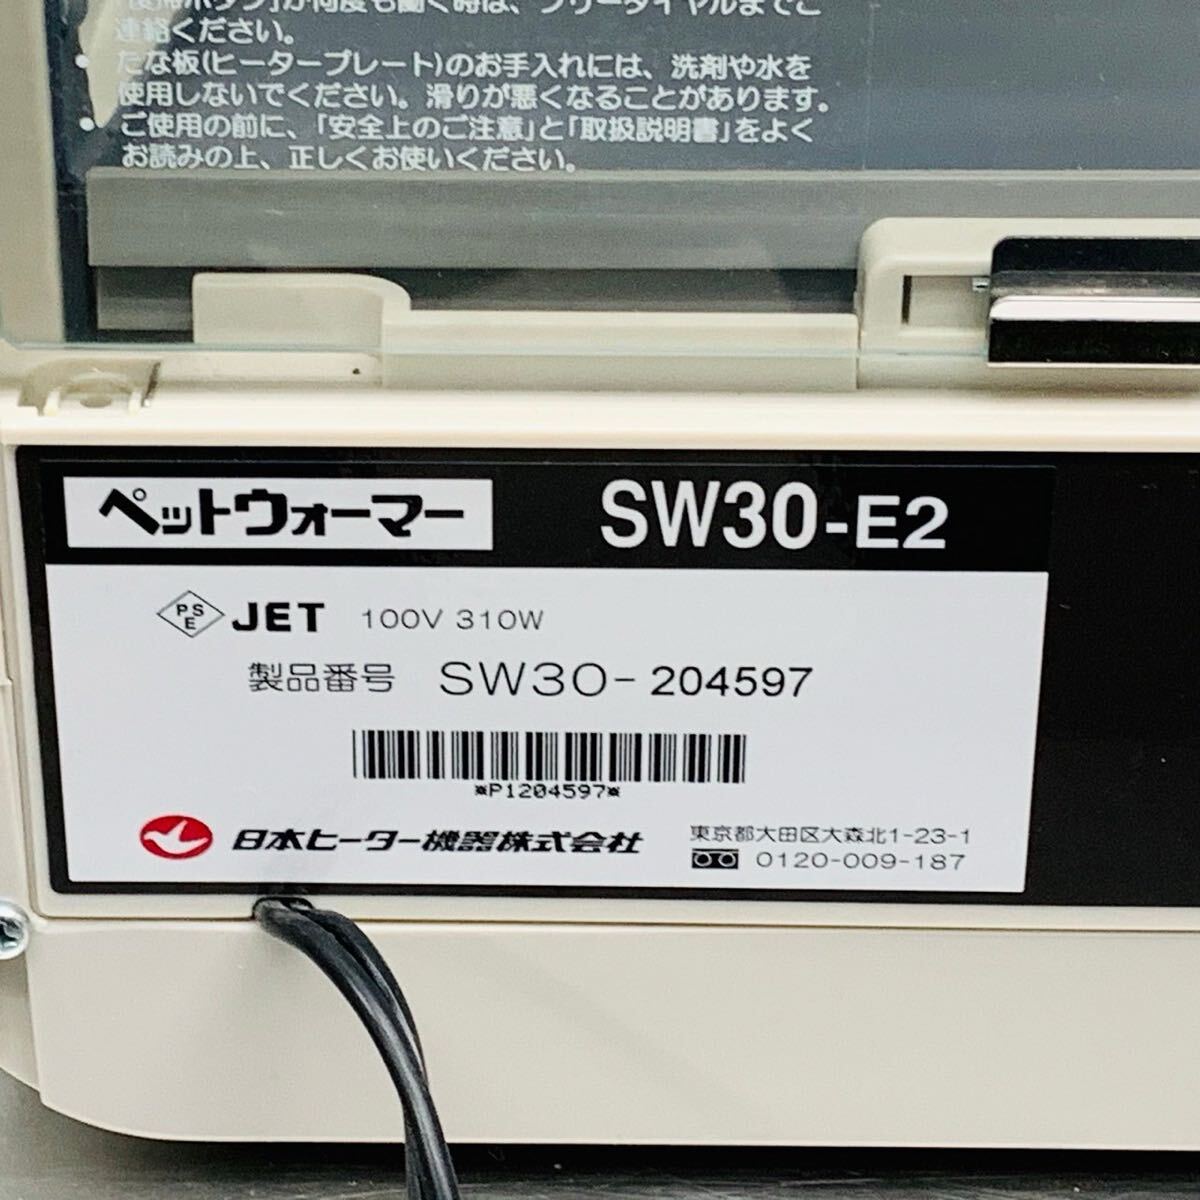 「復帰ボタン」が何度も働く時は、フリーダイヤルまでご
連絡ください。
• たな板(ヒータープレート)のお手入れには、洗剤や水を
使用しないでください。滑りが悪くなることがあります。
• ご使用の前に、「安全上のご注意」と「取扱説明書」をよく
お読みの上、正しくお使いください。
ペットウォーマー SW30-E2
PSE JET 100V 310W
製品番号 SW30-204597
*P1204597*
日本ヒーター機器株式会社 東京都大田区大森北1-23-1
0120-009-187